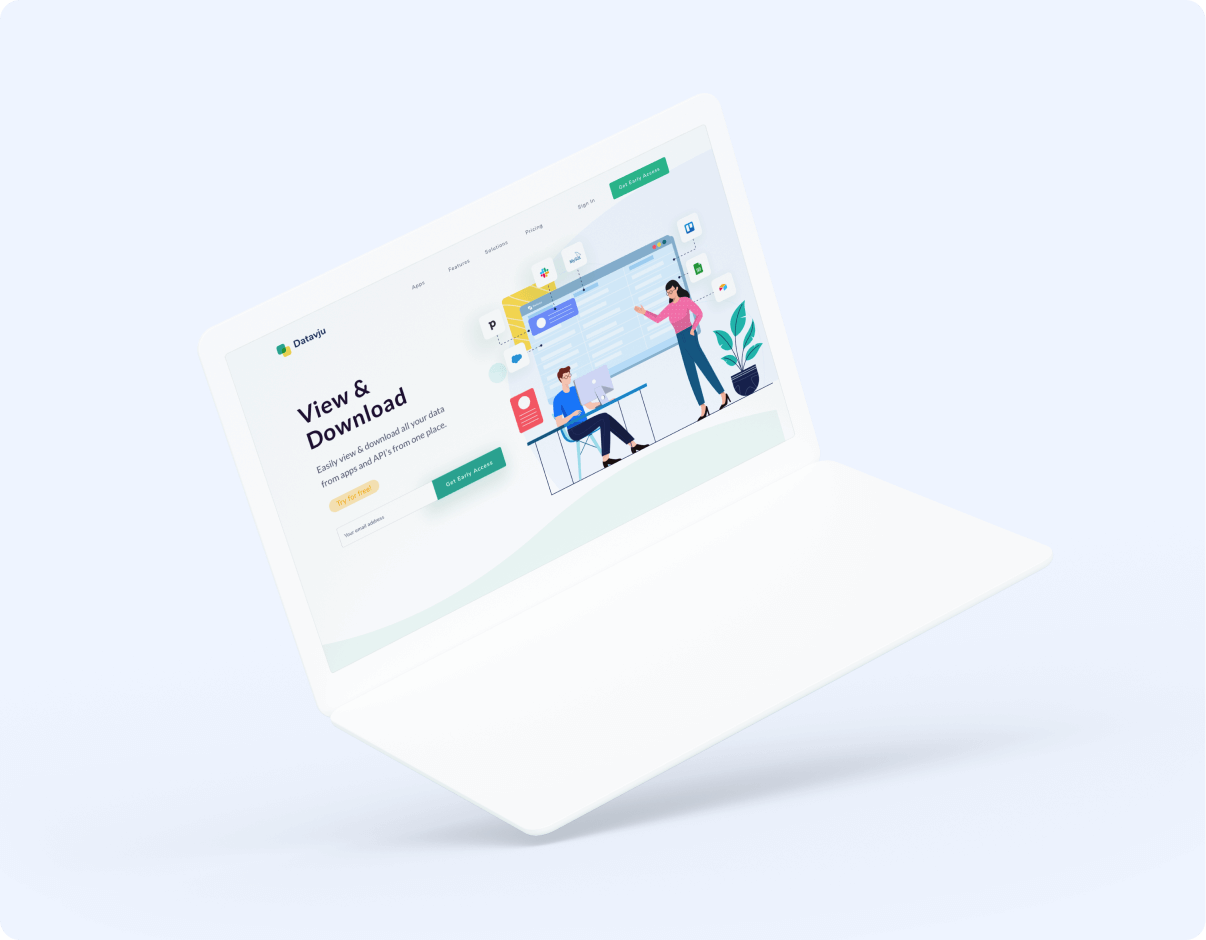 Datavju
Apps
Features
Solutions
Pricing
Sign In
Get Early Access
View &
Download
Easily view & download all your data
from apps and API's from one place.
Try for free!
Your email address
Get Early Access